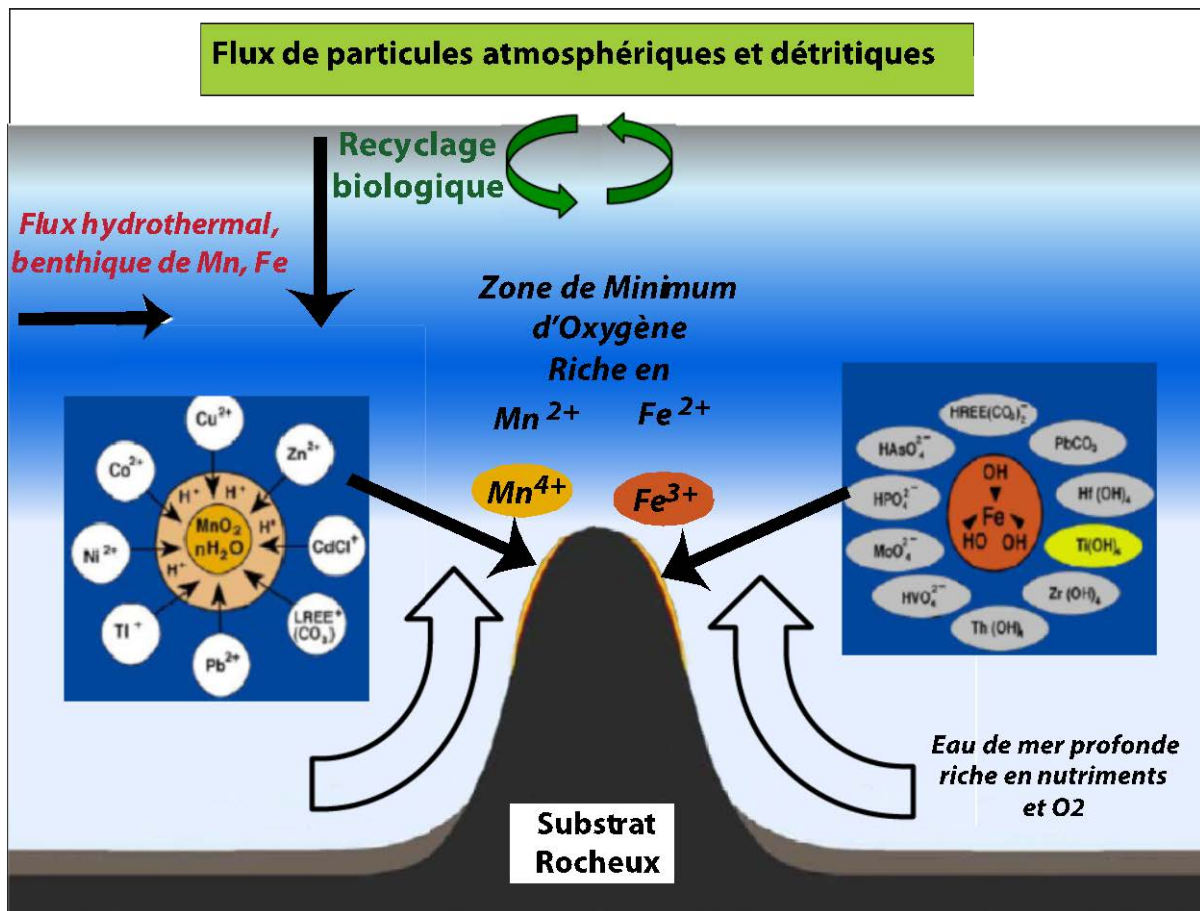 Flux de particules atmosphériques et détritiques
Recyclage
biologique
Flux hydrothermal,
benthique de Mn, Fe
Zone de Minimum
d'Oxygène
Riche en
Mn 2+ Fe 2+
Mn4+ Fe3+
Cu2+
Zn2+
Co2+
H+ H+
MnO2
nH2O
H+
H+
Ni2+
CdCl+
Tl+
LREE+
(CO3)
Pb2+
HREE(CO3)2-
HAsO42-
PbCO3
OH
HPO42-
Fe
Hf (OH)4
HO OH
MoO42-
Ti(OH)4
HVO42-
Zr (OH)4
Th (OH)4
Eau de mer profonde
riche en nutriments
et O2
Substrat
Rocheux